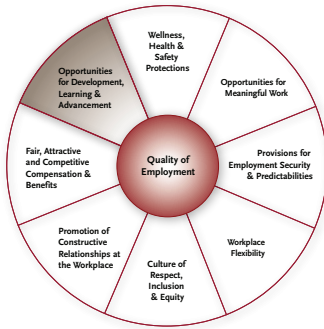 Wellness,
Health &
Safety
Protections
Opportunities for
Meaningful Work
Provisions for
Employment Security
& Predictabilities
Workplace
Flexibility
Culture of
Respect,
Inclusion
& Equity
Promotion of
Constructive
Relationships at
the Workplace
Fair, Attractive
and Competitive
Compensation &
Benefits
Opportunities
for Development,
Learning &
Advancement
Quality of
Employment